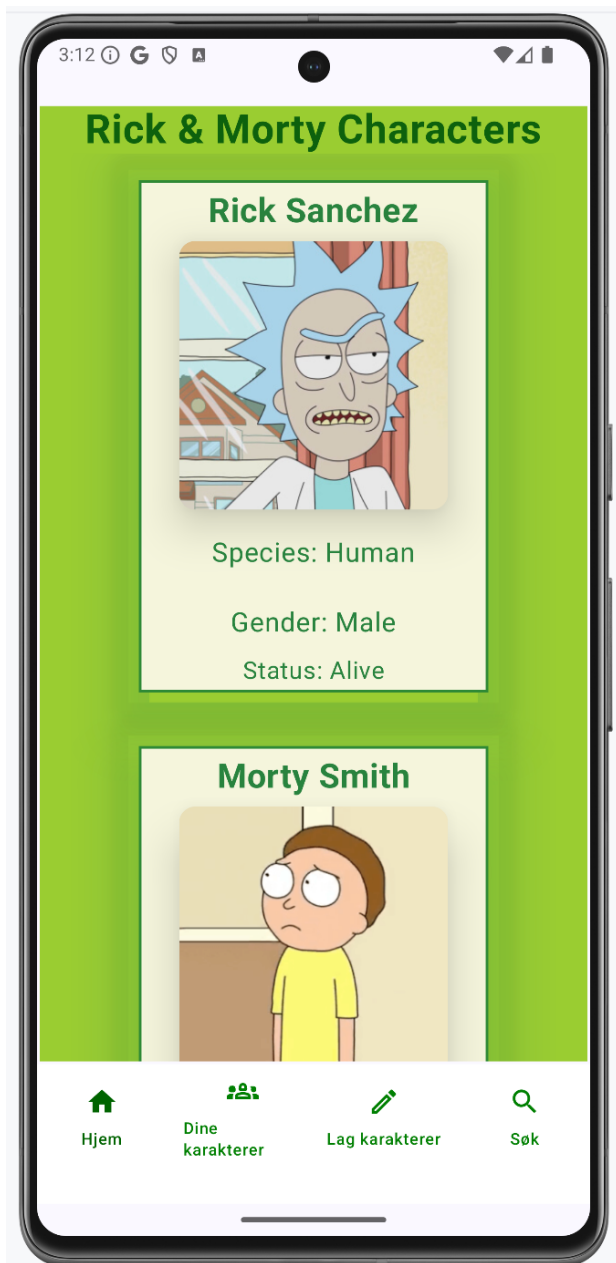 3:12
Rick & Morty Characters
Rick Sanchez
Species: Human
Gender: Male
Status: Alive
Morty Smith
Hjem
Dine
karakterer
Lag karakterer
Søk